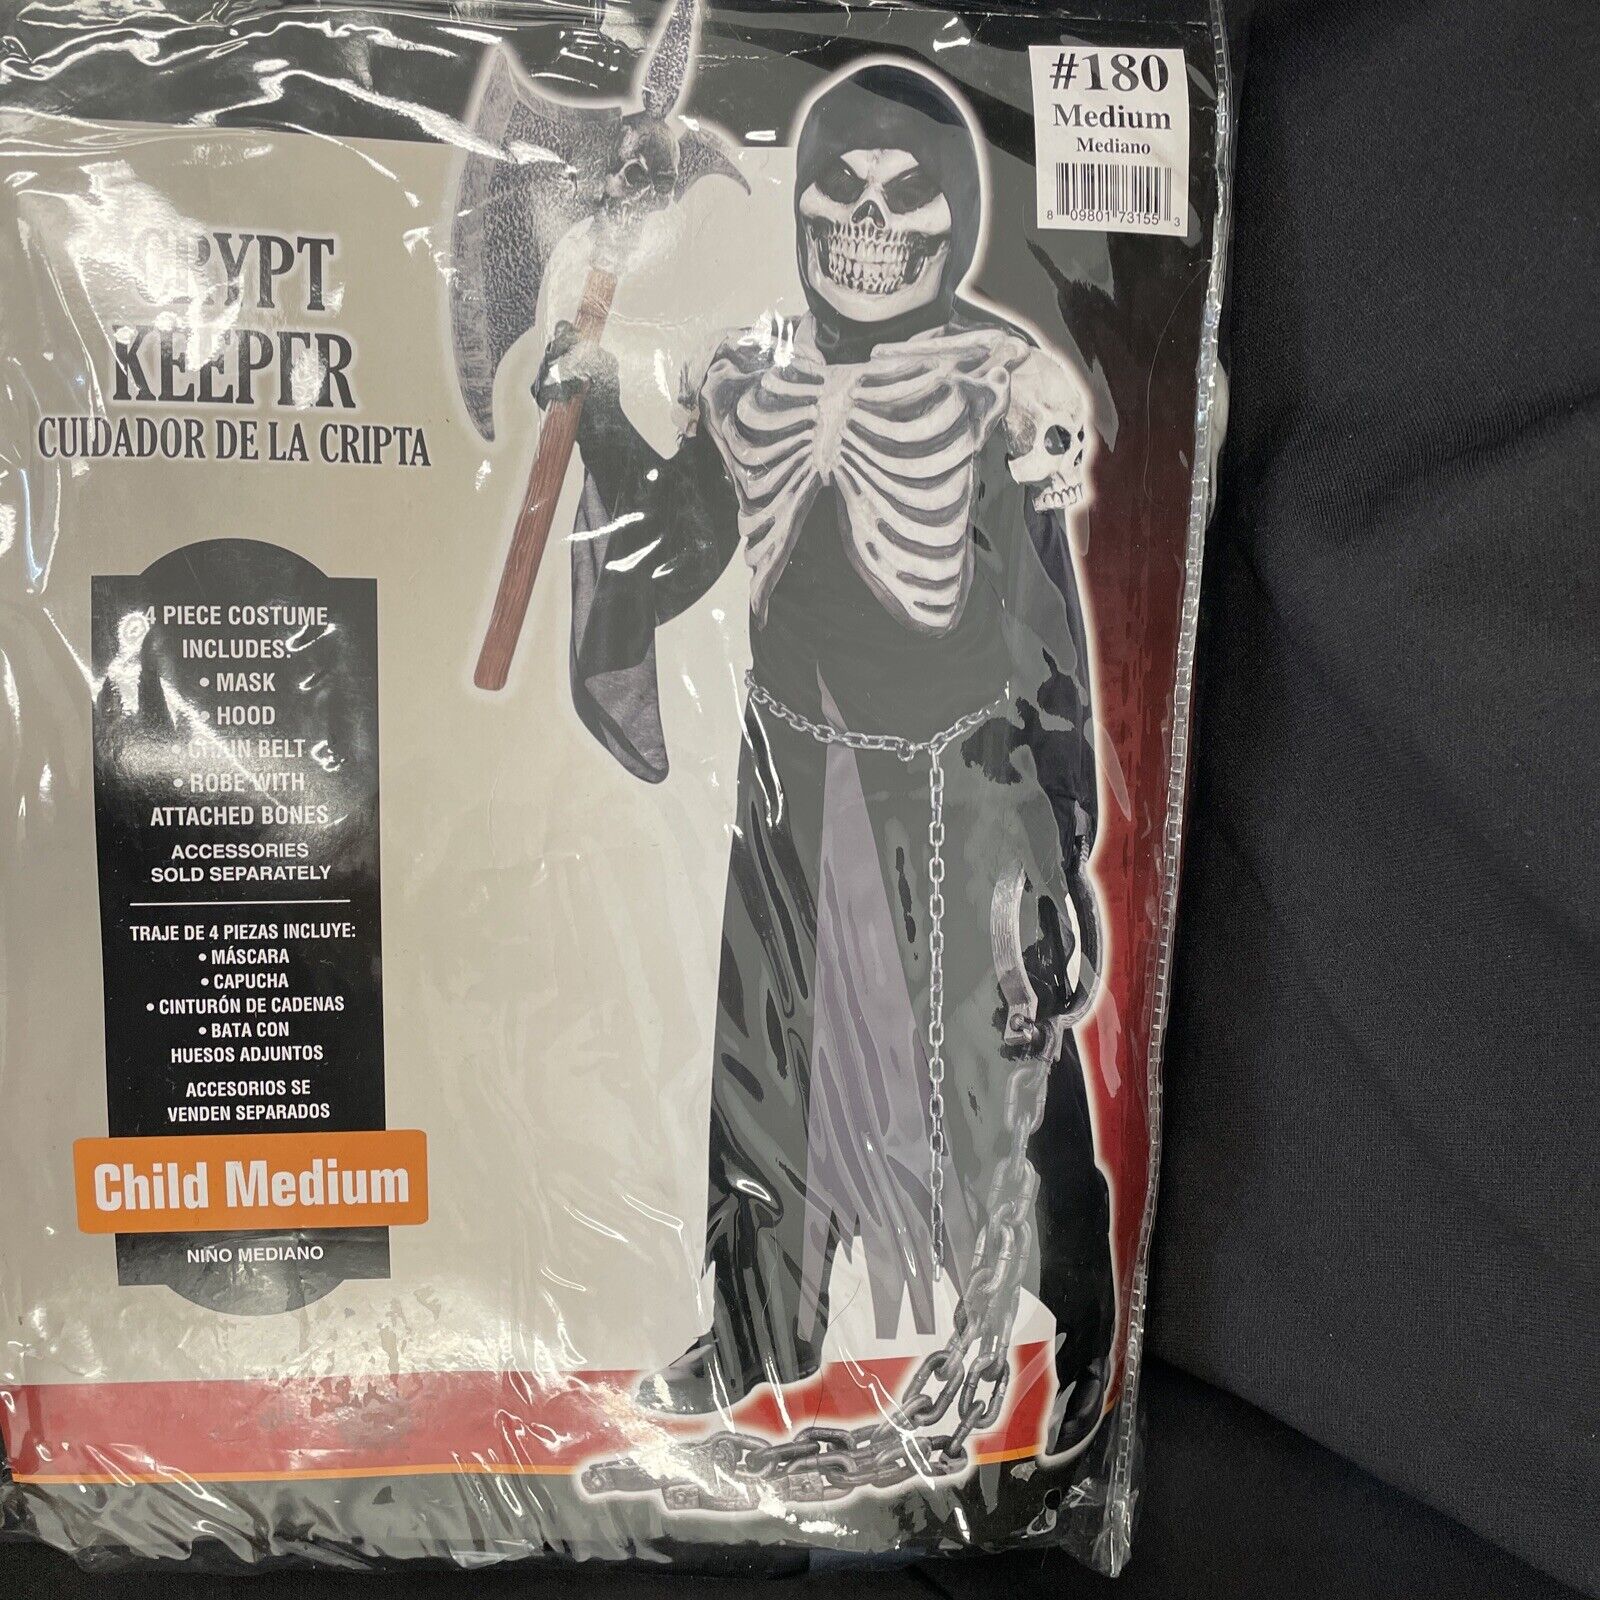 #180
Medium
Mediano
8 09801 73155 3
CRYPT
KEEPER
CUIDADOR DE LA CRIPTA
4 PIECE COSTUME
INCLUDES:
• MASK
• HOOD
• CHAIN BELT
• ROBE WITH
ATTACHED BONES
ACCESSORIES
SOLD SEPARATELY
TRAJE DE 4 PIEZAS INCLUYE:
• MÁSCARA
• CAPUCHA
• CINTURÓN DE CADENAS
• BATA CON
HUESOS ADJUNTOS
ACCESORIOS SE
VENDEN SEPARADOS
Child Medium
NIÑO MEDIANO